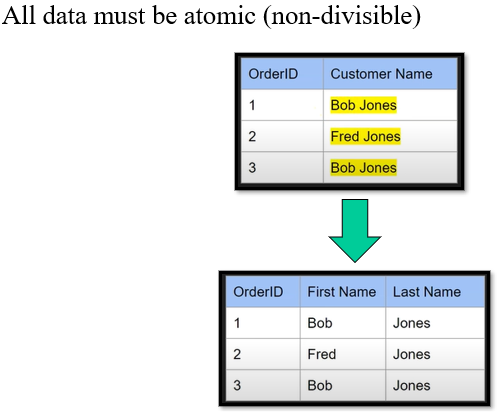 All data must be atomic (non-divisible)
OrderID Customer Name
1 Bob Jones
2 Fred Jones
3 Bob Jones
OrderID First Name Last Name
1 Bob Jones
2 Fred Jones
3 Bob Jones